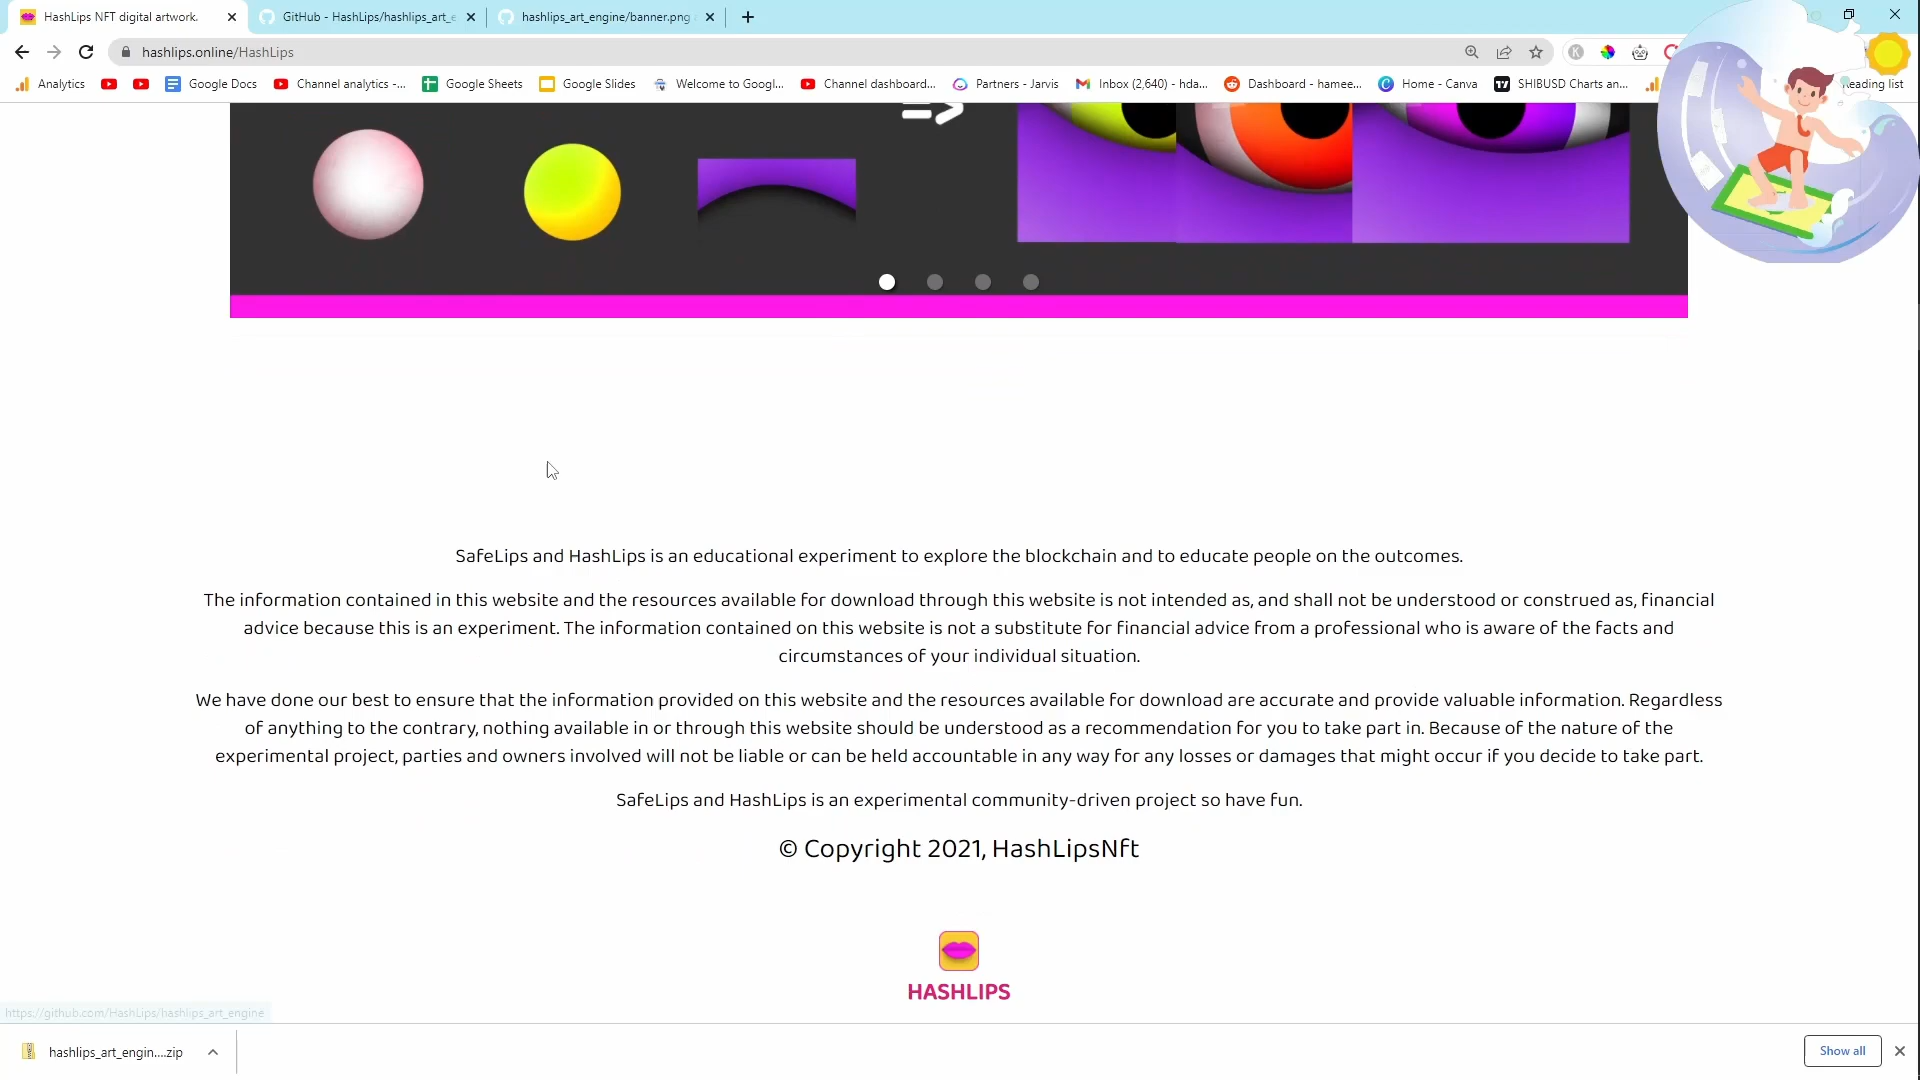 HashLips NFT digital artwork.
GitHub - HashLips/hashlips_art_e
hashlips_art_engine/banner.png
hashlips.online/HashLips
K
Analytics
Google Docs
Channel analytics -...
Google Sheets
Google Slides
Welcome to Googl...
Channel dashboard...
Partners - Jarvis
Inbox (2,640) - hda...
Dashboard - hamee...
Home - Canva
SHIBUSD Charts an...
Reading list
=>
SafeLips and HashLips is an educational experiment to explore the blockchain and to educate people on the outcomes.
The information contained in this website and the resources available for download through this website is not intended as, and shall not be understood or construed as, financial
advice because this is an experiment. The information contained on this website is not a substitute for financial advice from a professional who is aware of the facts and
circumstances of your individual situation.
We have done our best to ensure that the information provided on this website and the resources available for download are accurate and provide valuable information. Regardless
of anything to the contrary, nothing available in or through this website should be understood as a recommendation for you to take part in. Because of the nature of the
experimental project, parties and owners involved will not be liable or can be held accountable in any way for any losses or damages that might occur if you decide to take part.
SafeLips and HashLips is an experimental community-driven project so have fun.
© Copyright 2021, HashLipsNft
HASHLIPS
https://github.com/HashLips/hashlips_art_engine
hashlips_art_engin....zip
Show all